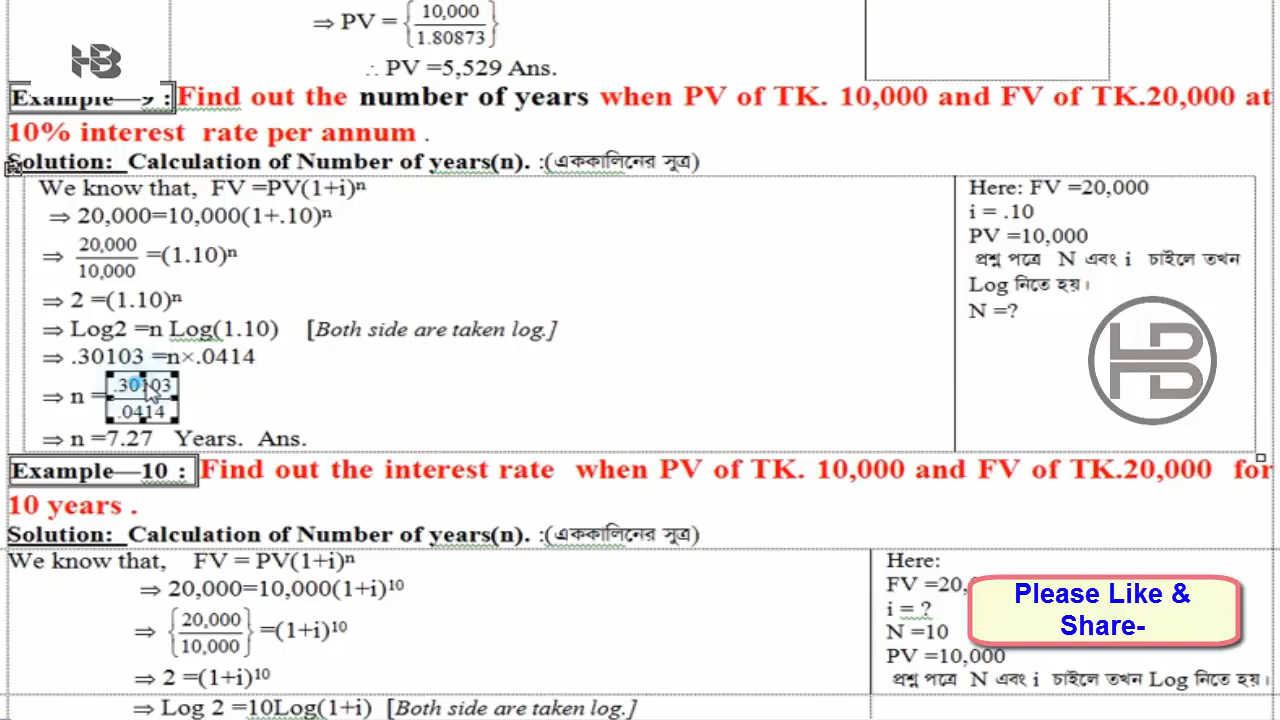 ⇒ PV = {10,000 / 1.80873}
∴ PV =5,529 Ans.
HB
Example—9 : Find out the number of years when PV of TK. 10,000 and FV of TK.20,000 at
10% interest rate per annum .
Solution: Calculation of Number of years(n). :(এককালিনের সূত্র)
We know that, FV =PV(1+i)ⁿ
⇒ 20,000=10,000(1+.10)ⁿ
⇒ 20,000 / 10,000 =(1.10)ⁿ
⇒ 2 =(1.10)ⁿ
⇒ Log2 =n Log(1.10) [Both side are taken log.]
⇒ .30103 =n×.0414
⇒ n = .30103 / .0414
⇒ n =7.27 Years. Ans.
Here: FV =20,000
i = .10
PV =10,000
প্রশ্ন পত্রে N এবং i চাইলে তখন
Log নিতে হয়।
N =?
Example—10 : Find out the interest rate when PV of TK. 10,000 and FV of TK.20,000 for
10 years .
Solution: Calculation of Number of years(n). :(এককালিনের সূত্র)
We know that, FV = PV(1+i)ⁿ
⇒ 20,000=10,000(1+i)¹⁰
⇒ {20,000 / 10,000} =(1+i)¹⁰
⇒ 2 =(1+i)¹⁰
⇒ Log 2 =10Log(1+i) [Both side are taken log.]
Here:
FV =20,
i = ?
N =10
PV =10,000
প্রশ্ন পত্রে N এবং i চাইলে তখন Log নিতে হয়।
Please Like &
Share-